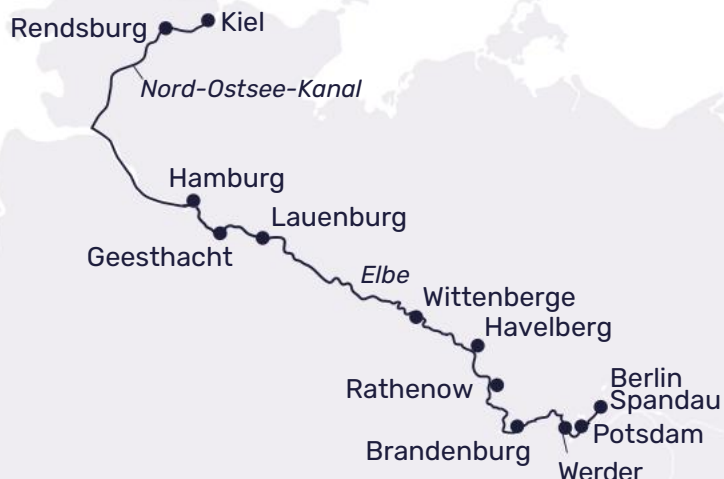 Rendsburg
Kiel
Nord-Ostsee-Kanal
Hamburg
Lauenburg
Geesthacht
Elbe
Wittenberge
Havelberg
Rathenow
Berlin
Spandau
Brandenburg
Potsdam
Werder